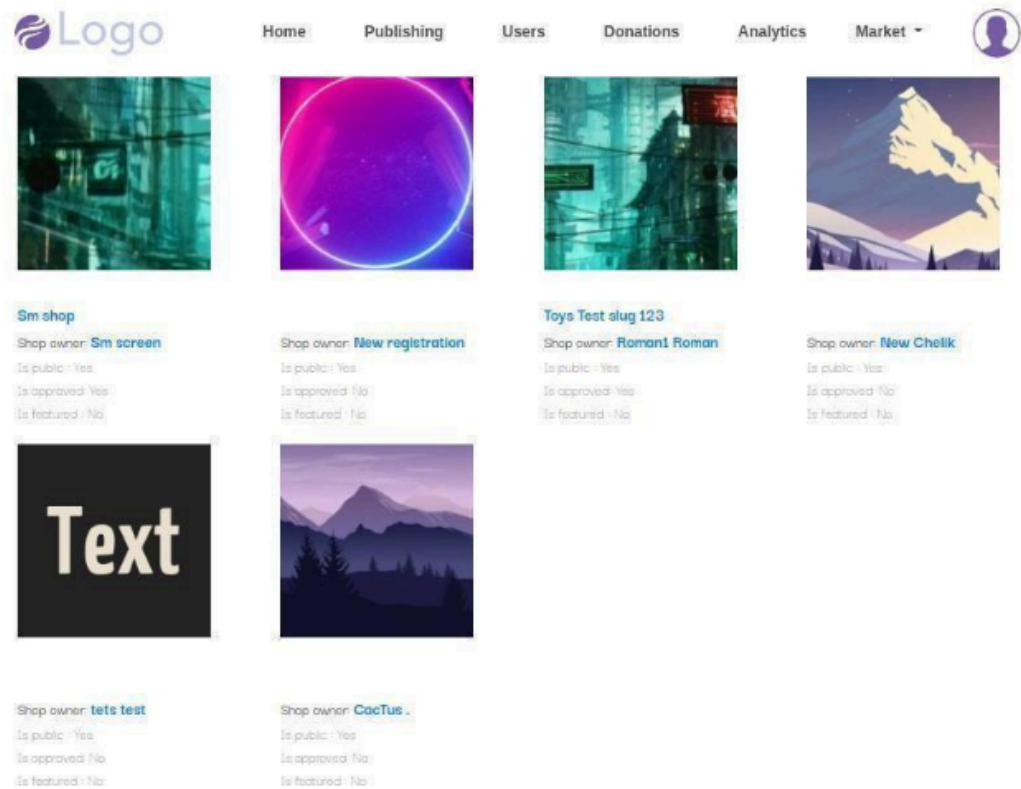 Logo
Home Publishing Users Donations Analytics Market
Sm shop
Shop owner: Sm screen
Is public : Yes
Is approved: Yes
Is featured : No
Shop owner: New registration
Is public : Yes
Is approved: No
Is featured : No
Toys Test slug 123
Shop owner: Roman1 Roman
Is public : Yes
Is approved: Yes
Is featured : No
Shop owner: New Chelik
Is public : Yes
Is approved: No
Is featured : No
Text
Shop owner: tets test
Is public : Yes
Is approved: No
Is featured : No
Shop owner: CacTus .
Is public : Yes
Is approved: No
Is featured : No